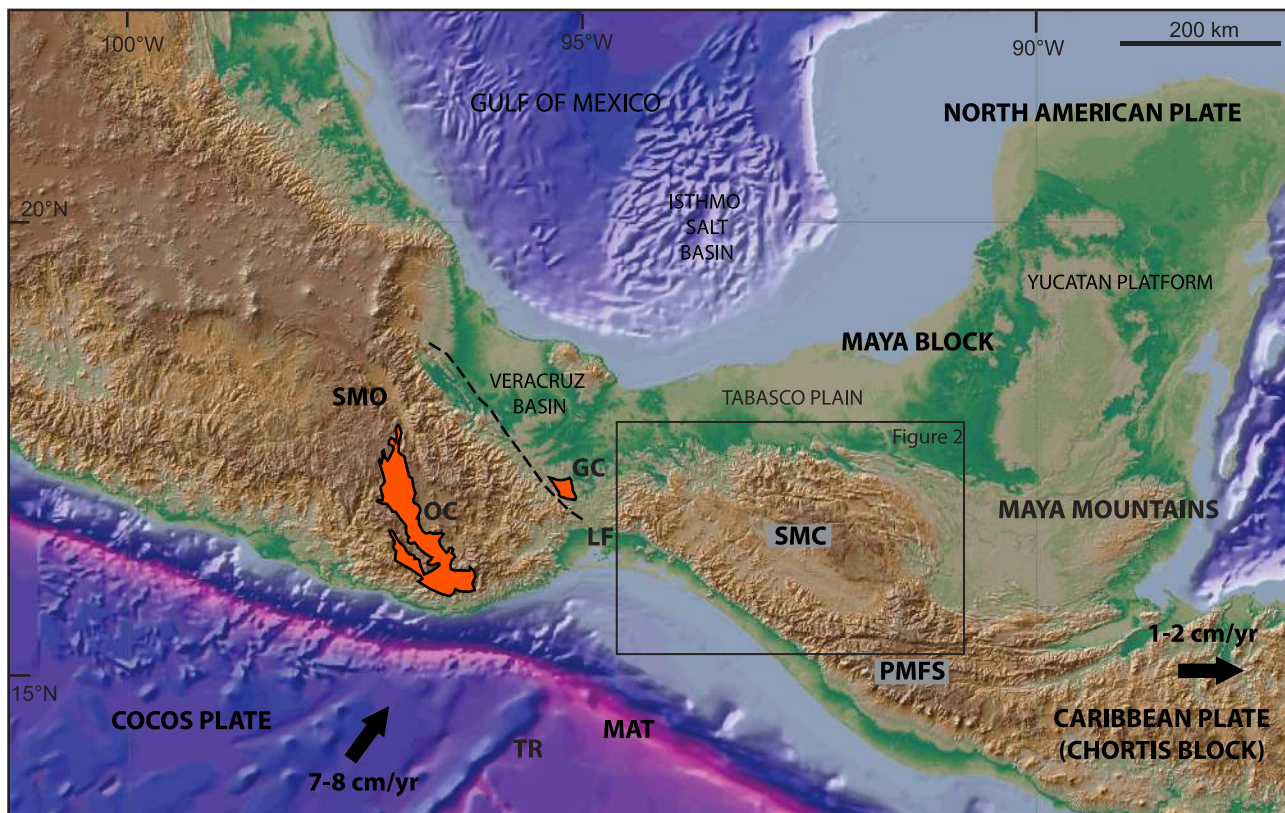 100°W
95°W
90°W
200 km
GULF OF MEXICO
NORTH AMERICAN PLATE
20°N
ISTHMO
SALT
BASIN
YUCATAN PLATFORM
MAYA BLOCK
VERACRUZ
BASIN
TABASCO PLAIN
SMO
Figure 2
GC
OC
LF
SMC
MAYA MOUNTAINS
1-2 cm/yr
PMFS
15°N
COCOS PLATE
7-8 cm/yr
TR
MAT
CARIBBEAN PLATE
(CHORTIS BLOCK)